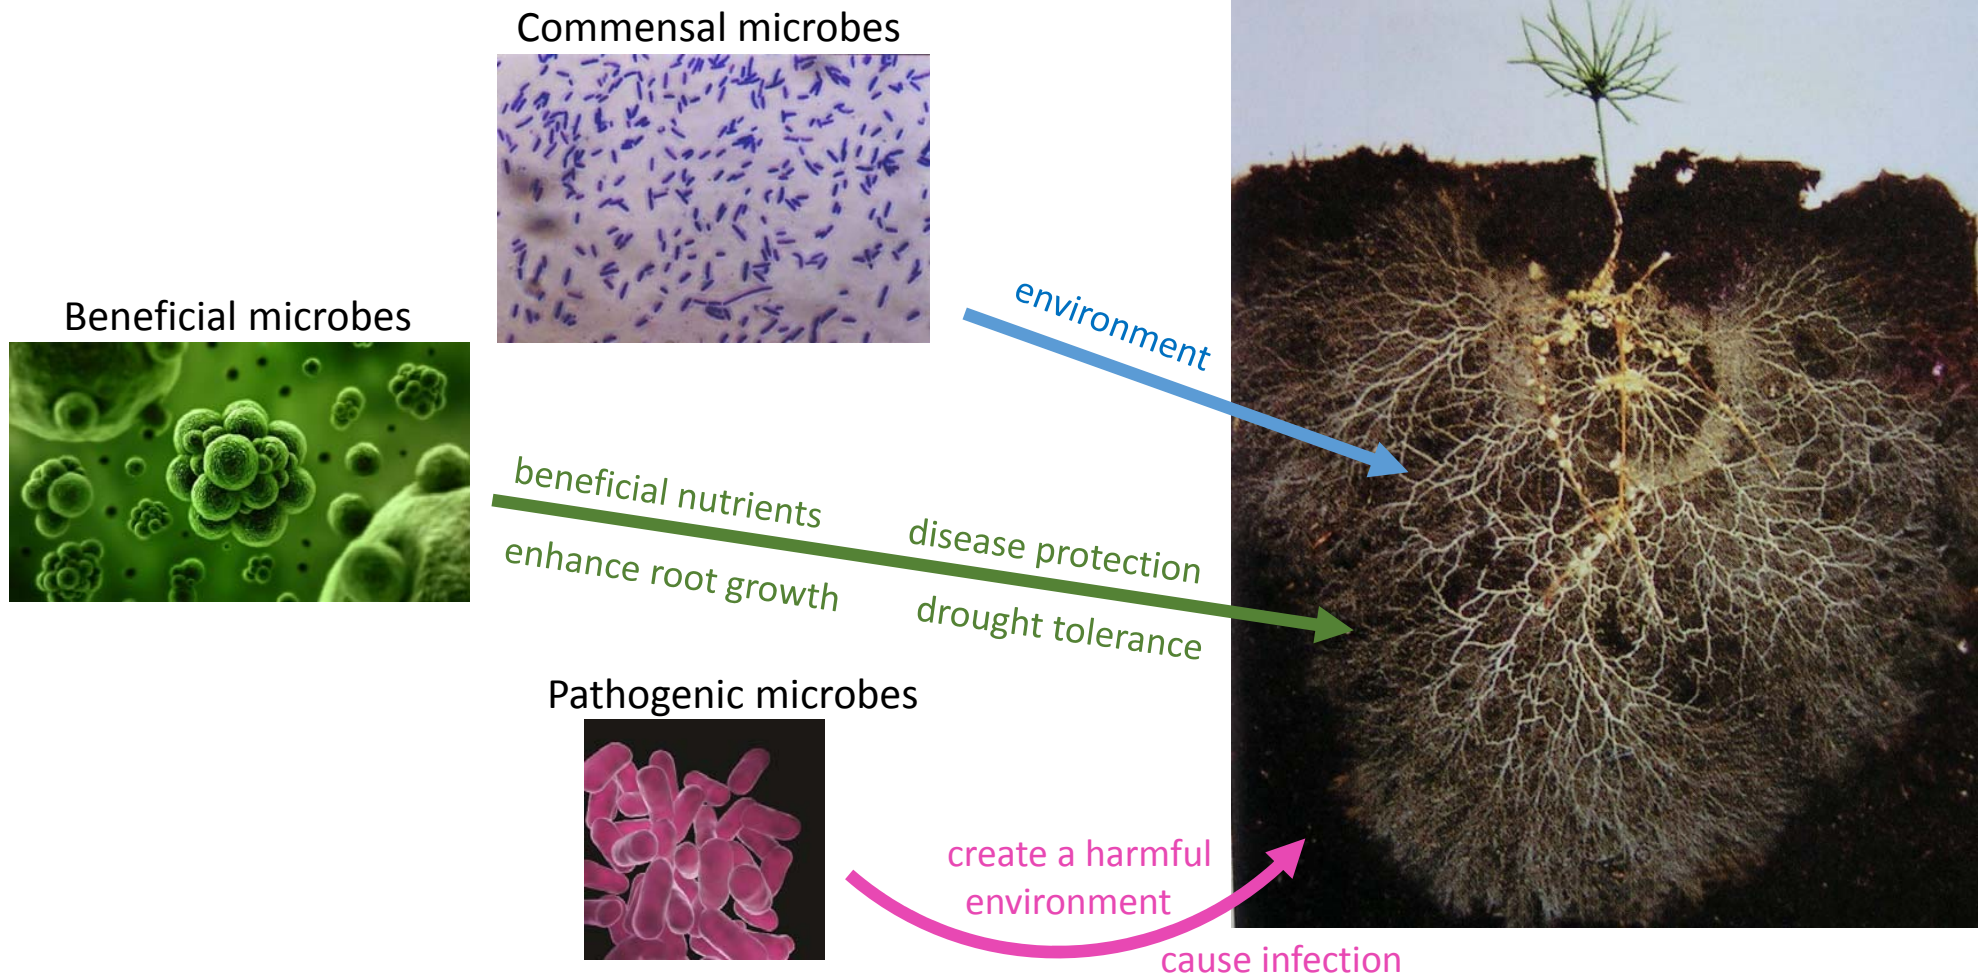 Commensal microbes
Beneficial microbes
environment
beneficial nutrients
disease protection
enhance root growth
drought tolerance
Pathogenic microbes
create a harmful
environment
cause infection